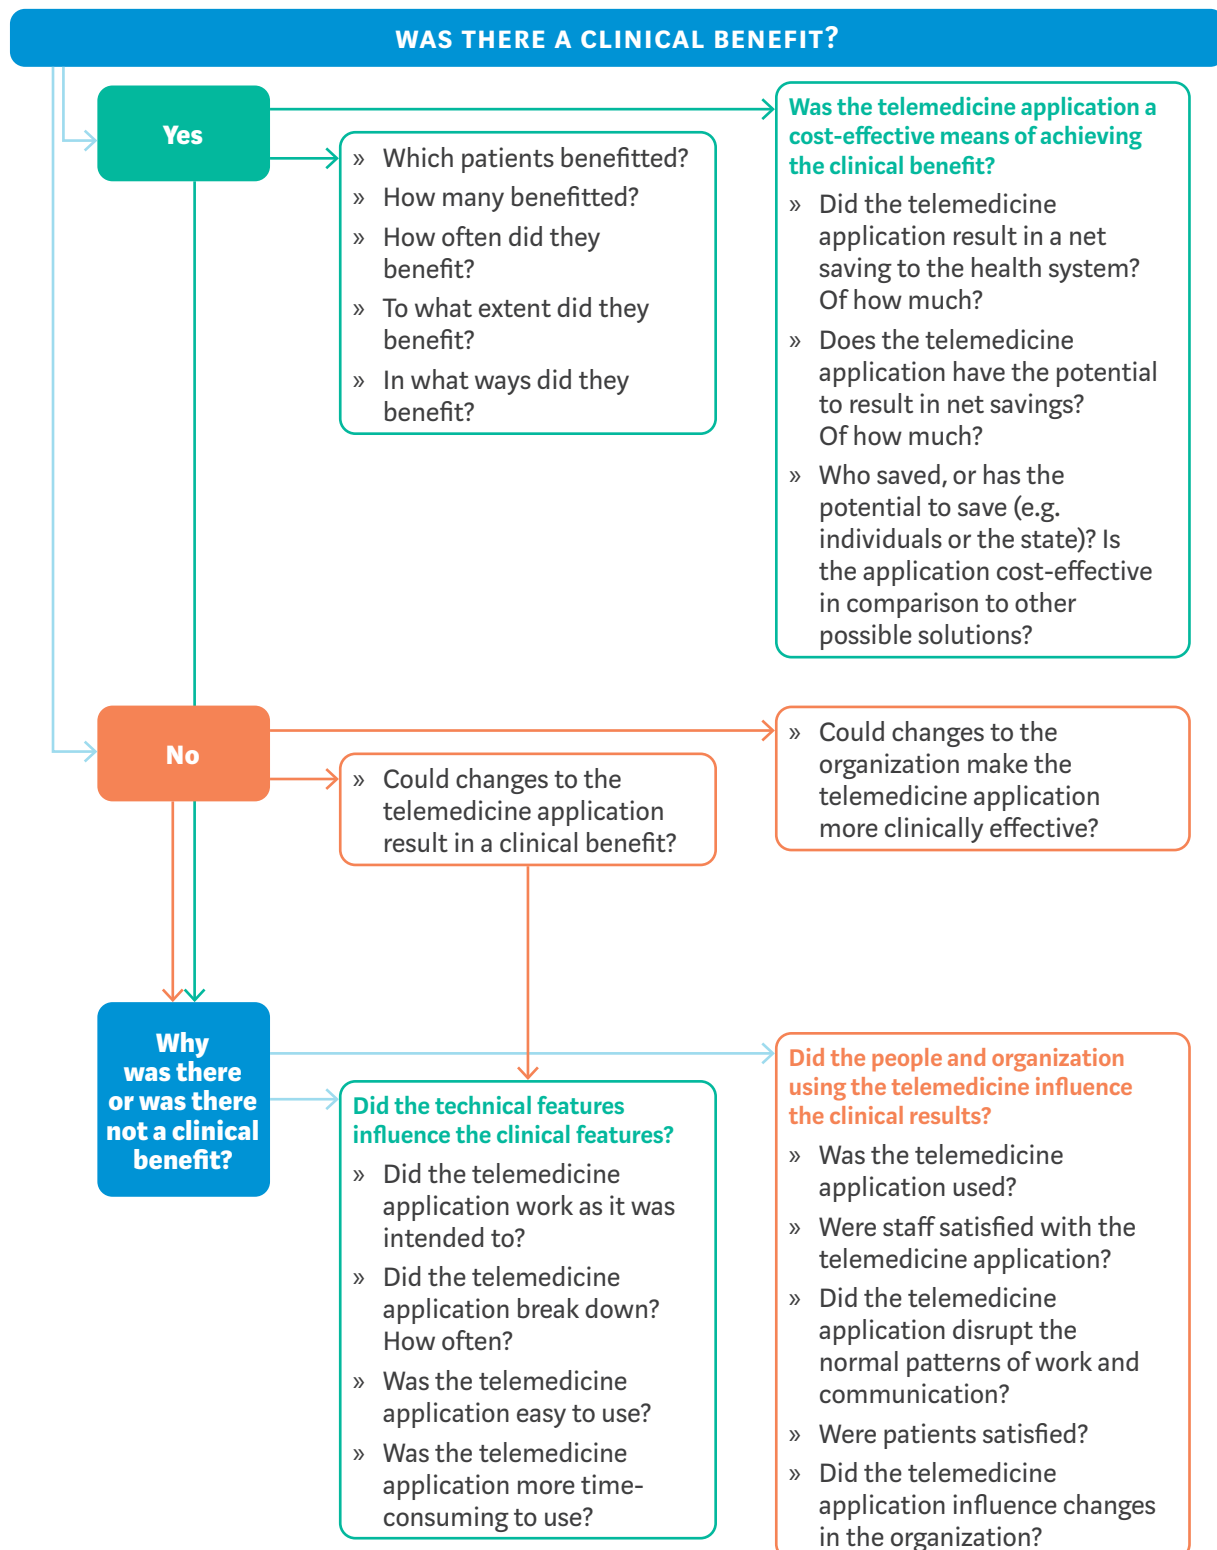 WAS THERE A CLINICAL BENEFIT?
Yes
» Which patients benefitted?
» How many benefitted?
» How often did they
benefit?
» To what extent did they
benefit?
» In what ways did they
benefit?
Was the telemedicine application a
cost-effective means of achieving
the clinical benefit?
» Did the telemedicine
application result in a net
saving to the health system?
Of how much?
» Does the telemedicine
application have the potential
to result in net savings?
Of how much?
» Who saved, or has the
potential to save (e.g.
individuals or the state)? Is
the application cost-effective
in comparison to other
possible solutions?
No
» Could changes to the
telemedicine application
result in a clinical benefit?
» Could changes to the
organization make the
telemedicine application
more clinically effective?
Why
was there
or was there
not a clinical
benefit?
Did the technical features
influence the clinical features?
» Did the telemedicine
application work as it was
intended to?
» Did the telemedicine
application break down?
How often?
» Was the telemedicine
application easy to use?
» Was the telemedicine
application more time-
consuming to use?
Did the people and organization
using the telemedicine influence
the clinical results?
» Was the telemedicine
application used?
» Were staff satisfied with the
telemedicine application?
» Did the telemedicine
application disrupt the
normal patterns of work and
communication?
» Were patients satisfied?
» Did the telemedicine
application influence changes
in the organization?